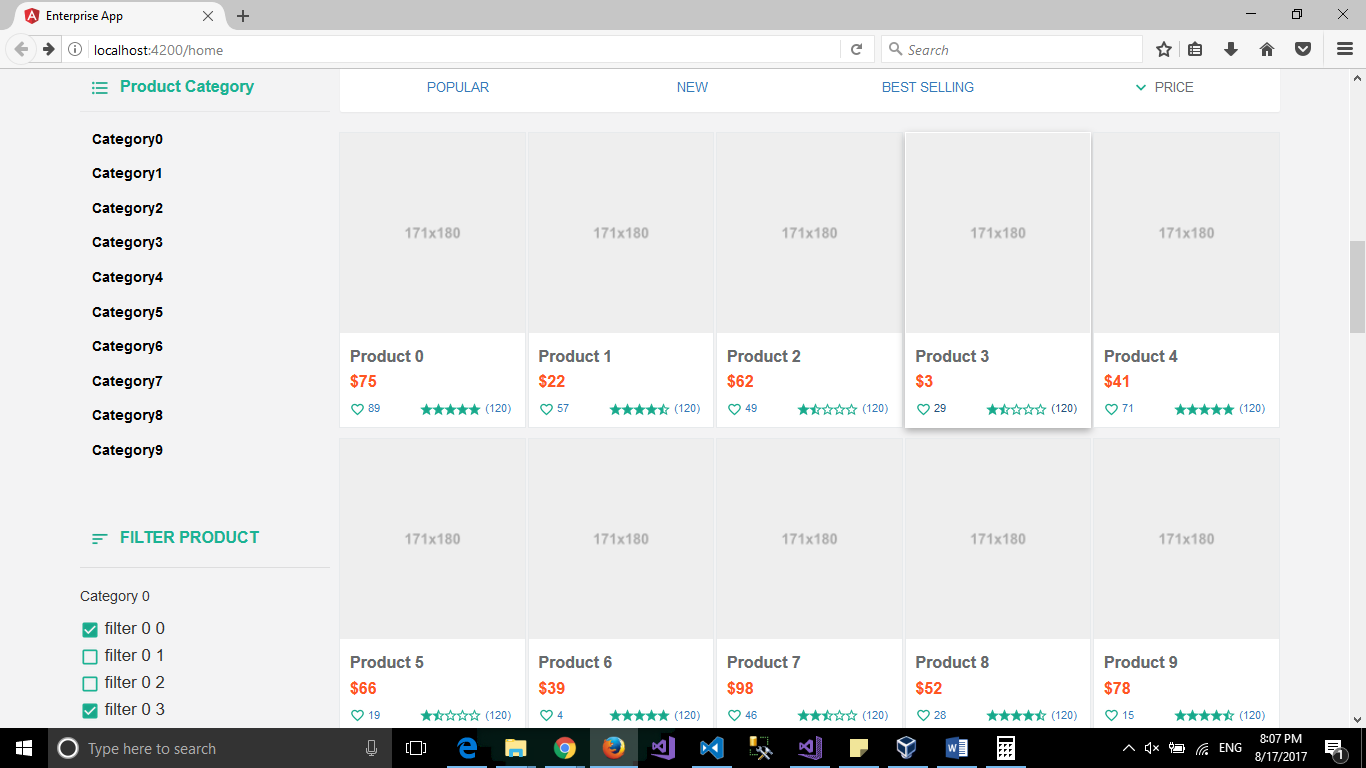 Enterprise App
localhost:4200/home
Search
Product Category
Category0
Category1
Category2
Category3
Category4
Category5
Category6
Category7
Category8
Category9
FILTER PRODUCT
Category 0
filter 0 0
filter 0 1
filter 0 2
filter 0 3
POPULAR NEW BEST SELLING PRICE
171x180 171x180 171x180 171x180 171x180
Product 0 Product 1 Product 2 Product 3 Product 4
$75 $22 $62 $3 $41
89 (120) 57 (120) 49 (120) 29 (120) 71 (120)
171x180 171x180 171x180 171x180 171x180
Product 5 Product 6 Product 7 Product 8 Product 9
$66 $39 $98 $52 $78
19 (120) 4 (120) 46 (120) 28 (120) 15 (120)
Type here to search
ENG
8:07 PM
8/17/2017
1